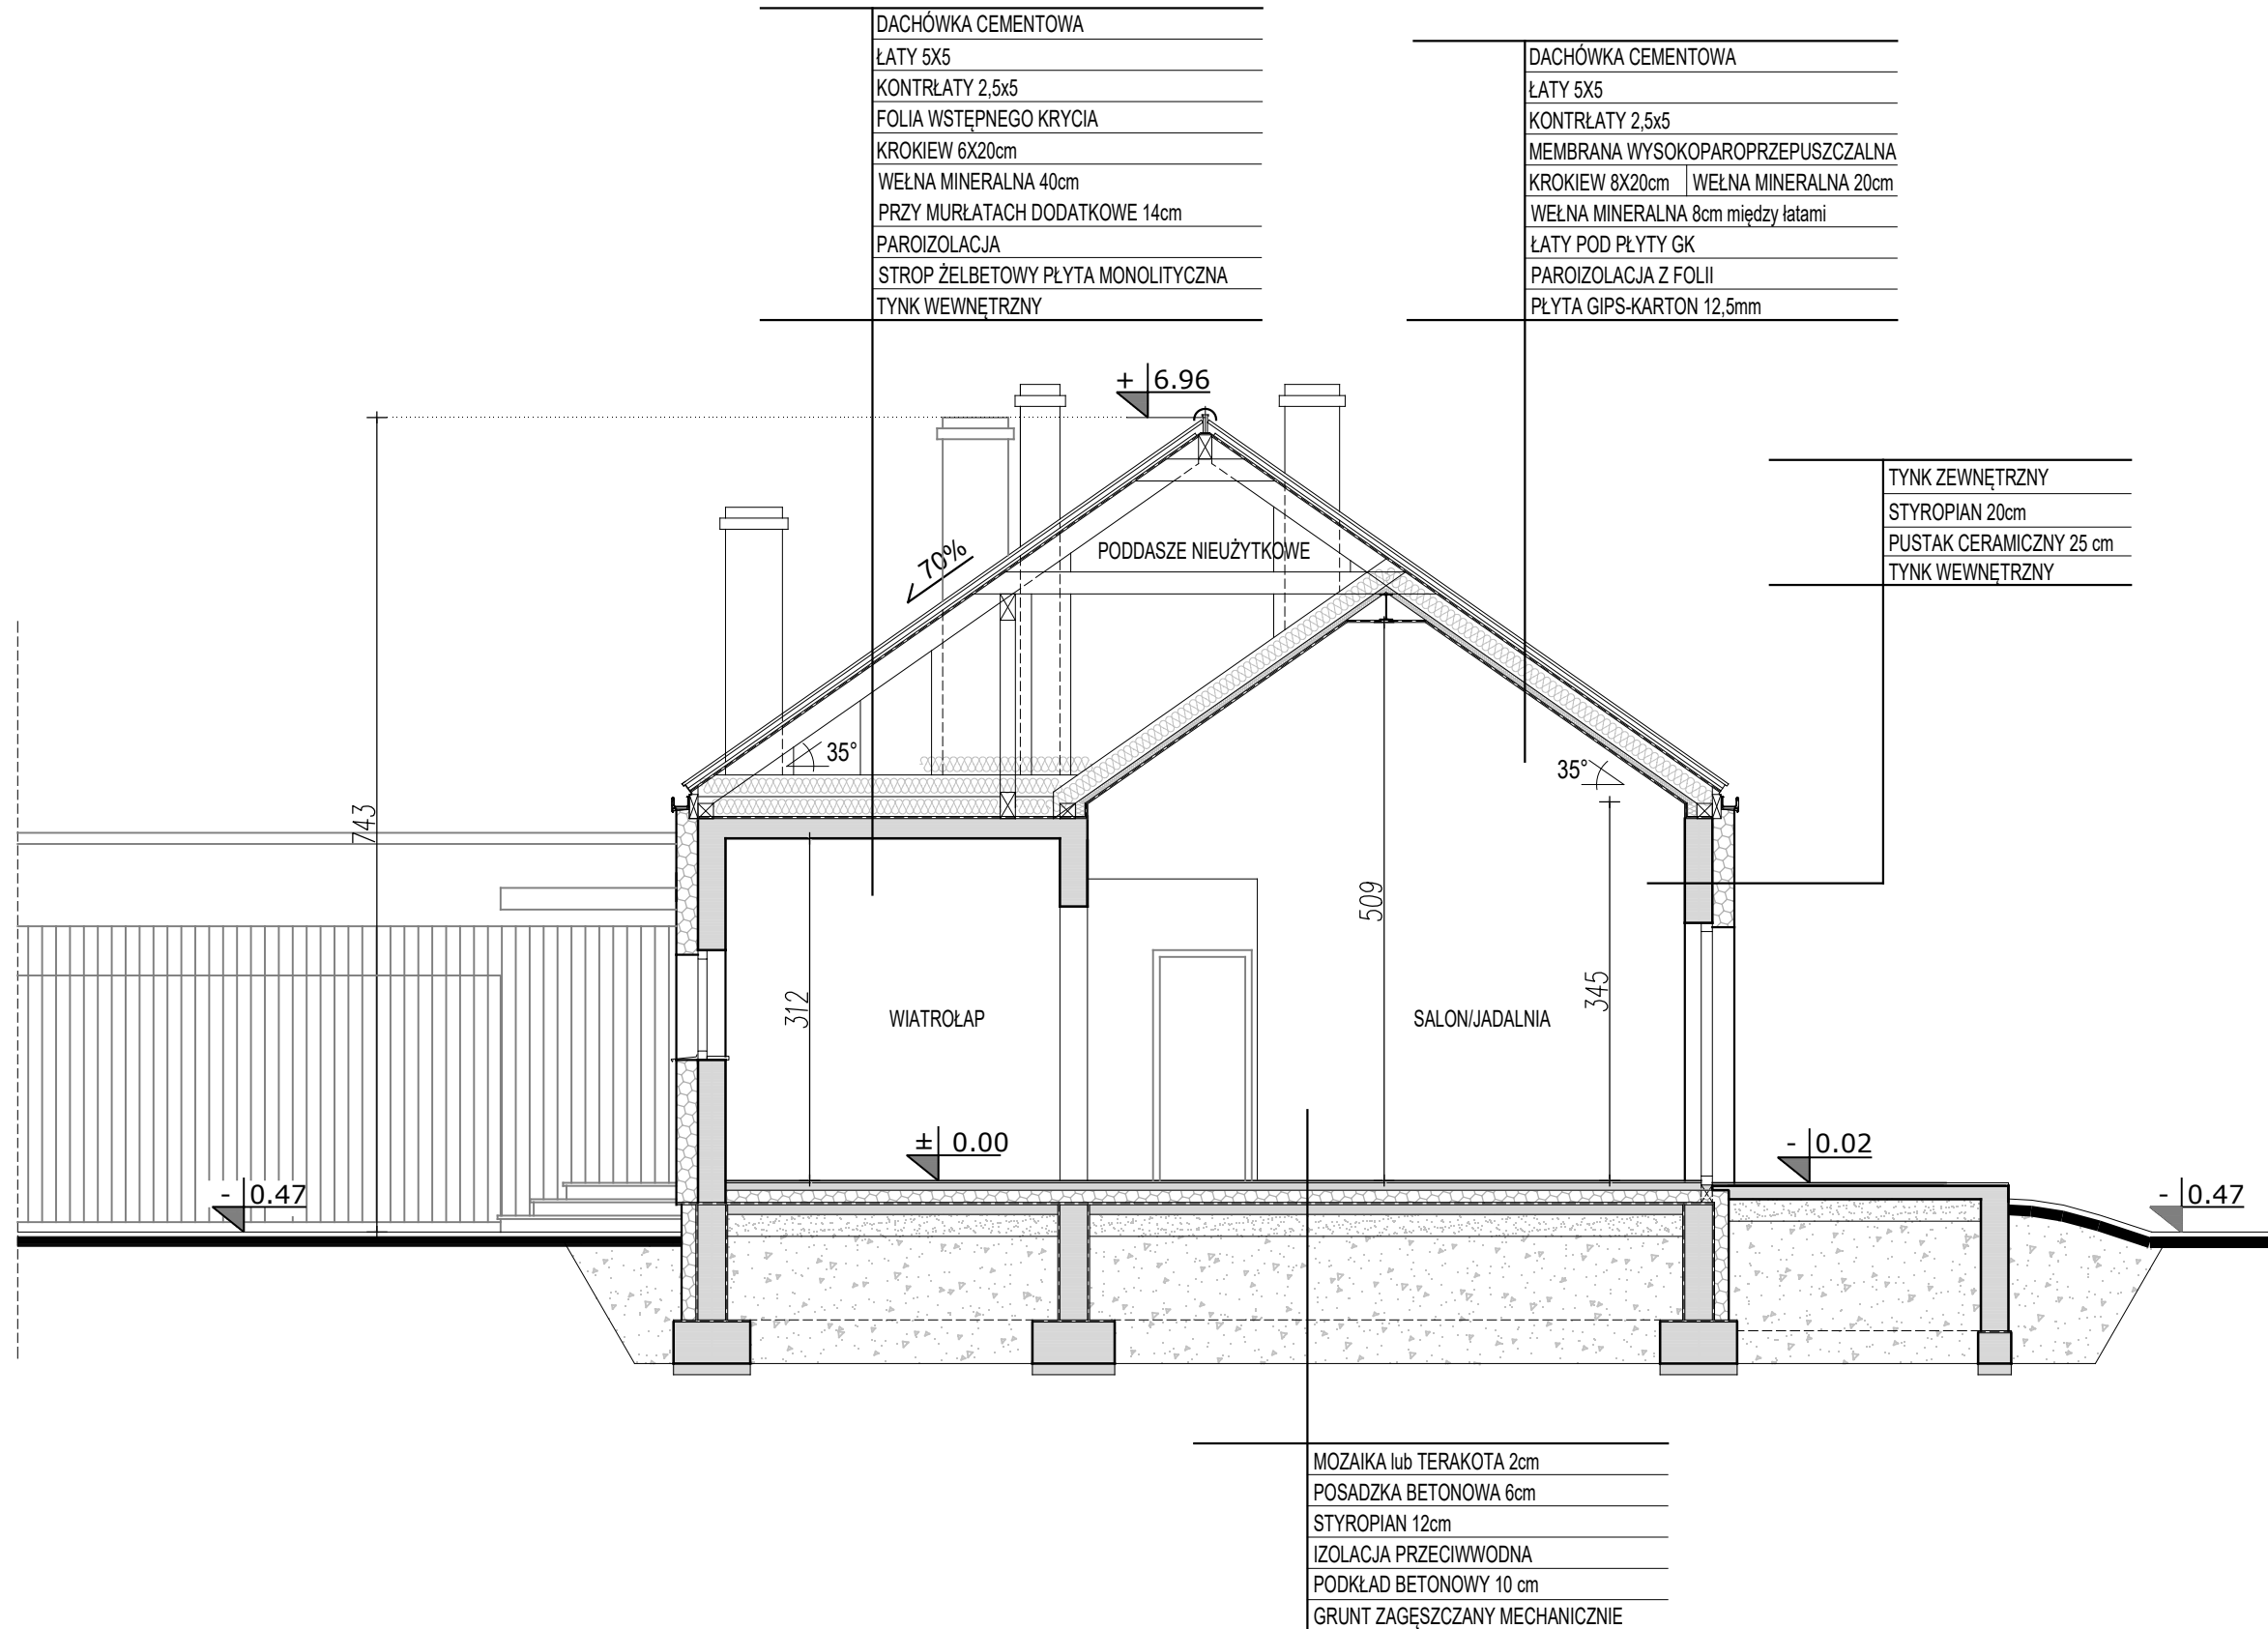 DACHÓWKA CEMENTOWA
ŁATY 5X5
KONTRŁATY 2,5x5
FOLIA WSTĘPNEGO KRYCIA
KROKIEW 6X20cm
WEŁNA MINERALNA 40cm
PRZY MURŁATACH DODATKOWE 14cm
PAROIZOLACJA
STROP ŻELBETOWY PŁYTA MONOLITYCZNA
TYNK WEWNĘTRZNY
DACHÓWKA CEMENTOWA
ŁATY 5X5
KONTRŁATY 2,5x5
MEMBRANA WYSOKOPAROPRZEPUSZCZALNA
KROKIEW 8X20cm WEŁNA MINERALNA 20cm
WEŁNA MINERALNA 8cm między łatami
ŁATY POD PŁYTY GK
PAROIZOLACJA Z FOLII
PŁYTA GIPS-KARTON 12,5mm
+ 6.96
TYNK ZEWNĘTRZNY
STYROPIAN 20cm
PUSTAK CERAMICZNY 25 cm
TYNK WEWNĘTRZNY
70%
PODDASZE NIEUŻYTKOWE
35°
35°
743
509
312
345
WIATROŁAP
SALON/JADALNIA
± 0.00
- 0.02
- 0.47
- 0.47
MOZAIKA lub TERAKOTA 2cm
POSADZKA BETONOWA 6cm
STYROPIAN 12cm
IZOLACJA PRZECIWWODNA
PODKŁAD BETONOWY 10 cm
GRUNT ZAGĘSZCZANY MECHANICZNIE